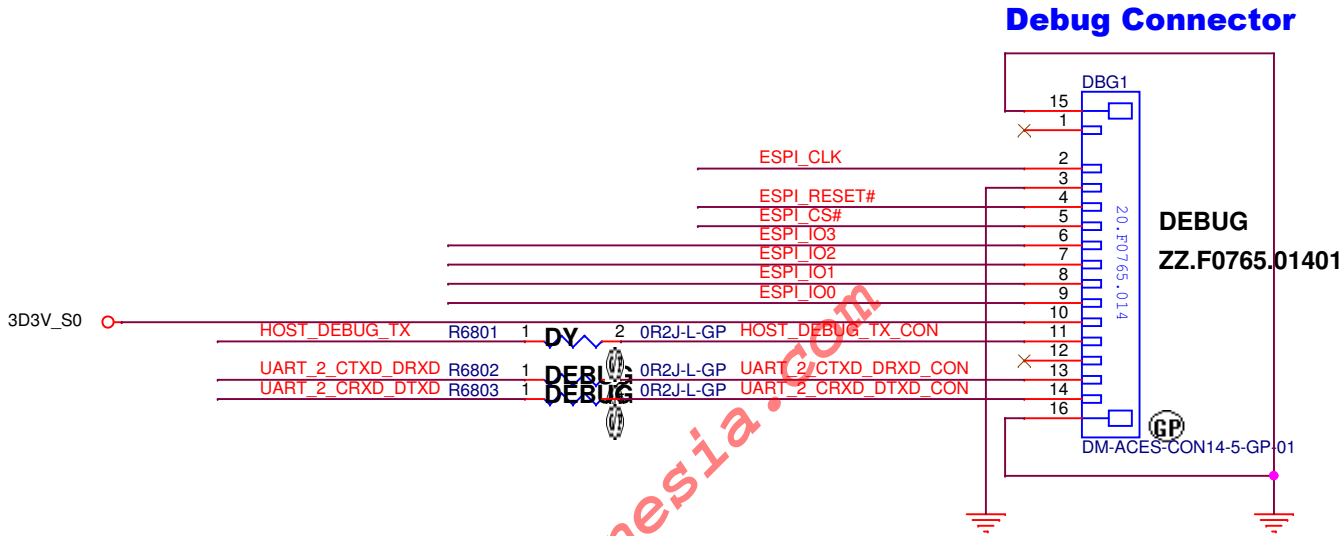 Debug Connector
DBG1
15
1
ESPI_CLK 2
3
ESPI_RESET# 4
ESPI_CS# 5
ESPI_IO3 6
ESPI_IO2 7
ESPI_IO1 8
ESPI_IO0 9
20.F0765.014
DEBUG
ZZ.F0765.01401
3D3V_S0 10
HOST_DEBUG_TX R6801 1 DY 2 0R2J-L-GP HOST_DEBUG_TX_CON 11
12
UART_2_CTXD_DRXD R6802 1 DEBUG 0R2J-L-GP UART_2_CTXD_DRXD_CON 13
UART_2_CRXD_DTXD R6803 1 DEBUG 0R2J-L-GP UART_2_CRXD_DTXD_CON 14
16
GP
DM-ACES-CON14-5-GP-01
nesia.com